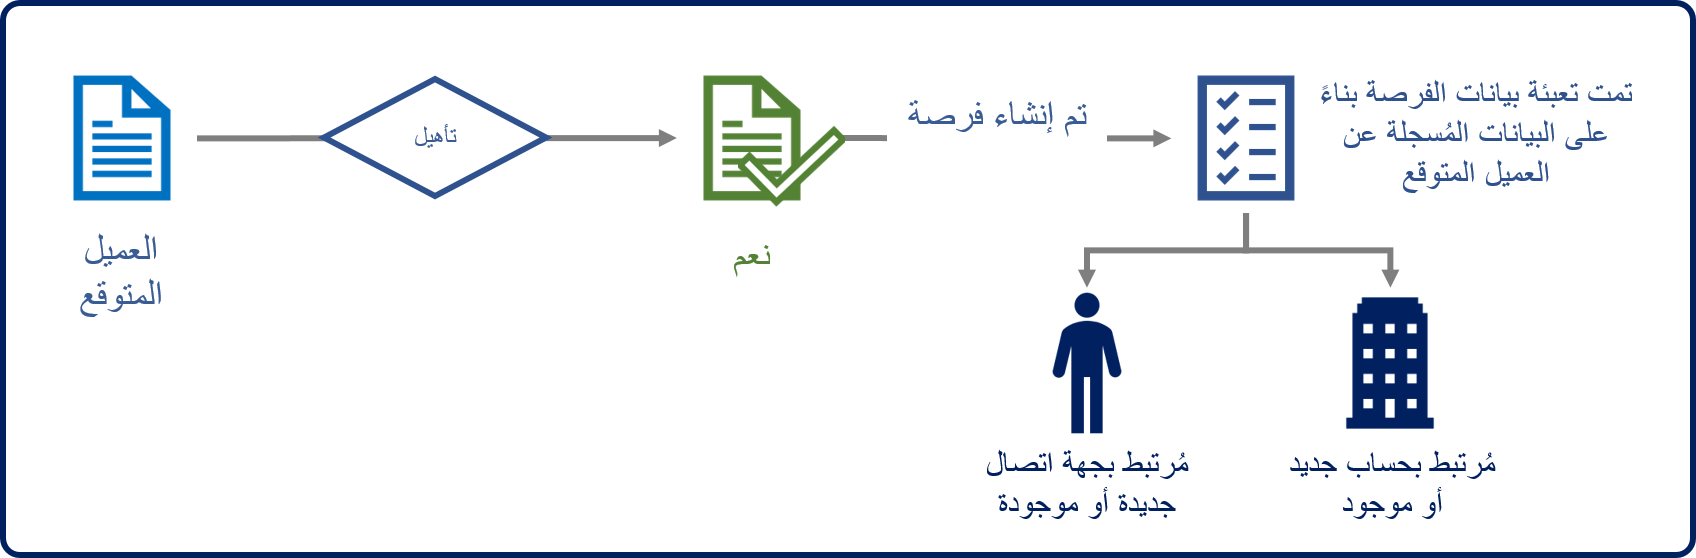 العميل
المتوقع
تأهيل
نعم
تم إنشاء فرصة
تمت تعبئة بيانات الفرصة بناءً
على البيانات المُسجلة عن
العميل المتوقع
مُرتبط بجهة اتصال
جديدة أو موجودة
مُرتبط بحساب جديد
أو موجود